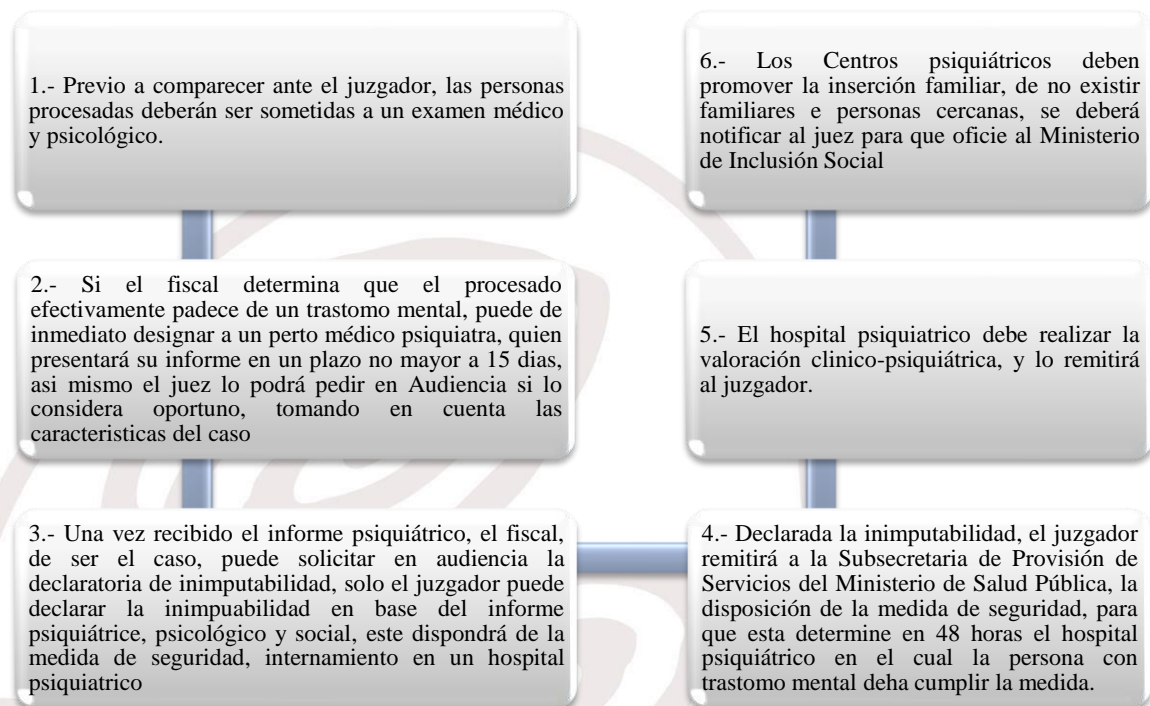 1.- Previo a comparecer ante el juzgador, las personas
procesadas deberán ser sometidas a un examen médico
y psicológico.
2.- Si el fiscal determina que el procesado
efectivamente padece de un trastomo mental, puede de
inmediato designar a un perto médico psiquiatra, quien
presentará su informe en un plazo no mayor a 15 dias,
asi mismo el juez lo podrá pedir en Audiencia si lo
considera oportuno, tomando en cuenta las
caracteristicas del caso
3.- Una vez recibido el informe psiquiátrico, el fiscal,
de ser el caso, puede solicitar en audiencia la
declaratoria de inimputabilidad, solo el juzgador puede
declarar la inimpuabilidad en base del informe
psiquiátrice, psicológico y social, este dispondrá de la
medida de seguridad, internamiento en un hospital
psiquiatrico
4.- Declarada la inimputabilidad, el juzgador
remitirá a la Subsecretaria de Provisión de
Servicios del Ministerio de Salud Pública, la
disposición de la medida de seguridad, para
que esta determine en 48 horas el hospital
psiquiátrico en el cual la persona con
trastomo mental deha cumplir la medida.
5.- El hospital psiquiatrico debe realizar la
valoración clinico-psiquiátrica, y lo remitirá
al juzgador.
6.- Los Centros psiquiátricos deben
promover la inserción familiar, de no existir
familiares e personas cercanas, se deberá
notificar al juez para que oficie al Ministerio
de Inclusión Social